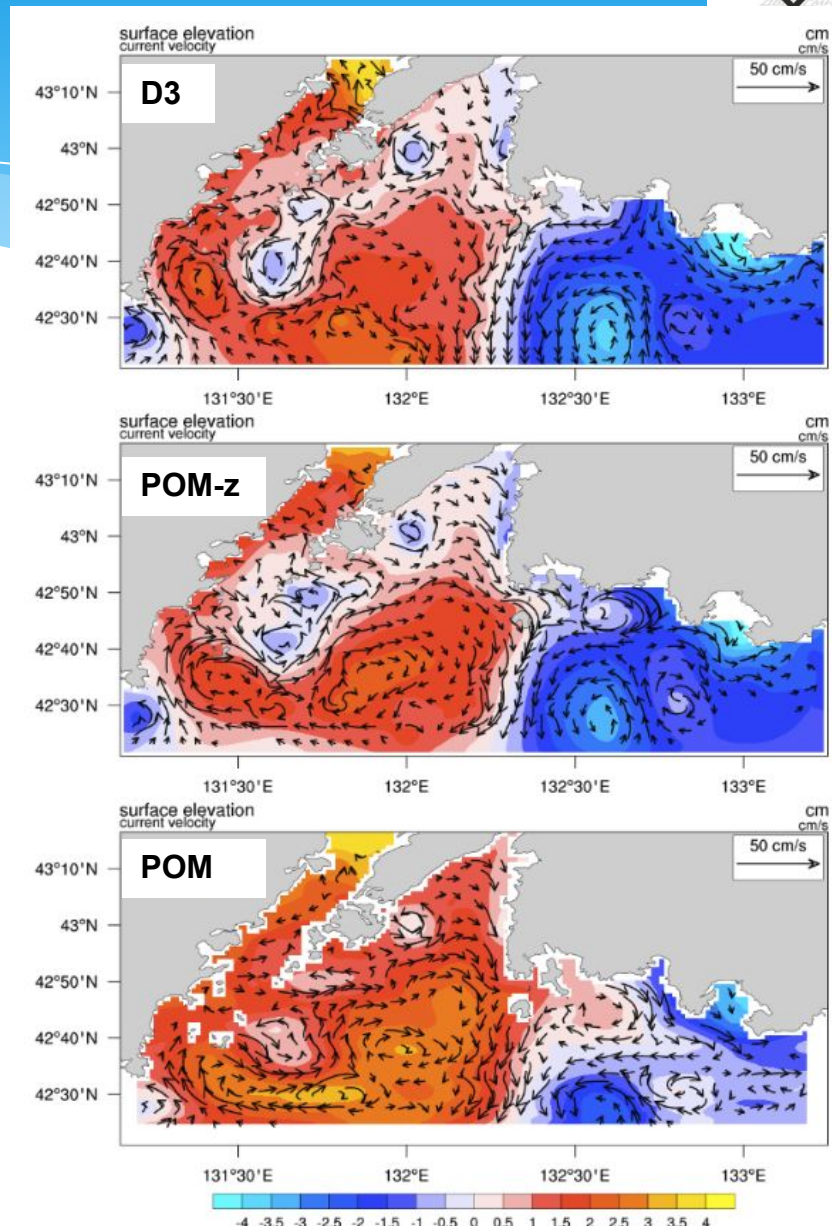 surface elevation cm
current velocity cm/s
D3
50 cm/s
43°10'N
43°N
42°50'N
42°40'N
42°30'N
131°30'E 132°E 132°30'E 133°E
surface elevation cm
current velocity cm/s
POM-z
50 cm/s
43°10'N
43°N
42°50'N
42°40'N
42°30'N
131°30'E 132°E 132°30'E 133°E
surface elevation cm
current velocity cm/s
POM
50 cm/s
43°10'N
43°N
42°50'N
42°40'N
42°30'N
131°30'E 132°E 132°30'E 133°E
-4 -3.5 -3 -2.5 -2 -1.5 -1 -0.5 0 0.5 1 1.5 2 2.5 3 3.5 4